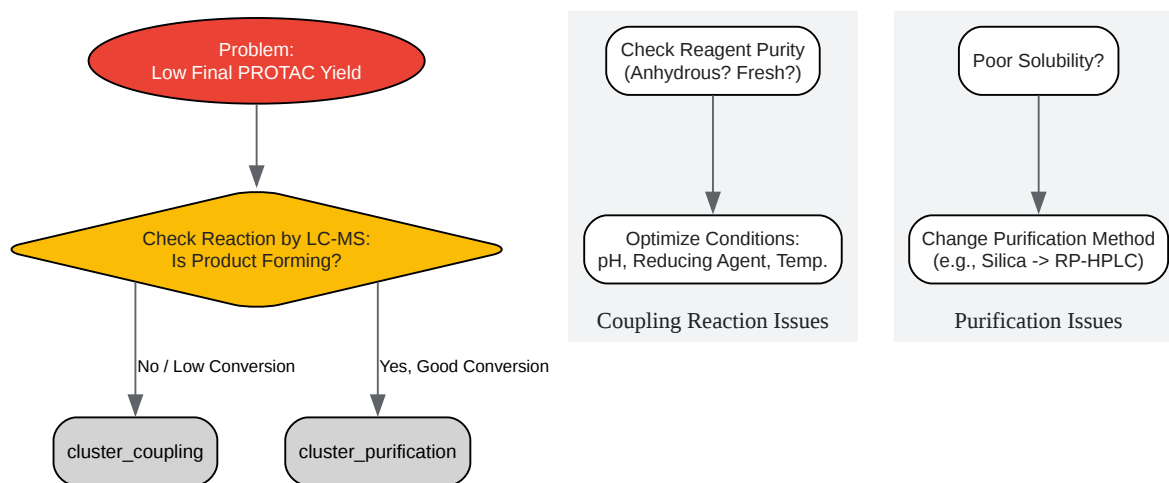 Problem:
Low Final PROTAC Yield
Check Reaction by LC-MS:
Is Product Forming?
No / Low Conversion
Yes, Good Conversion
cluster_coupling
cluster_purification
Check Reagent Purity
(Anhydrous? Fresh?)
Optimize Conditions:
pH, Reducing Agent, Temp.
Coupling Reaction Issues
Poor Solubility?
Change Purification Method
(e.g., Silica -> RP-HPLC)
Purification Issues